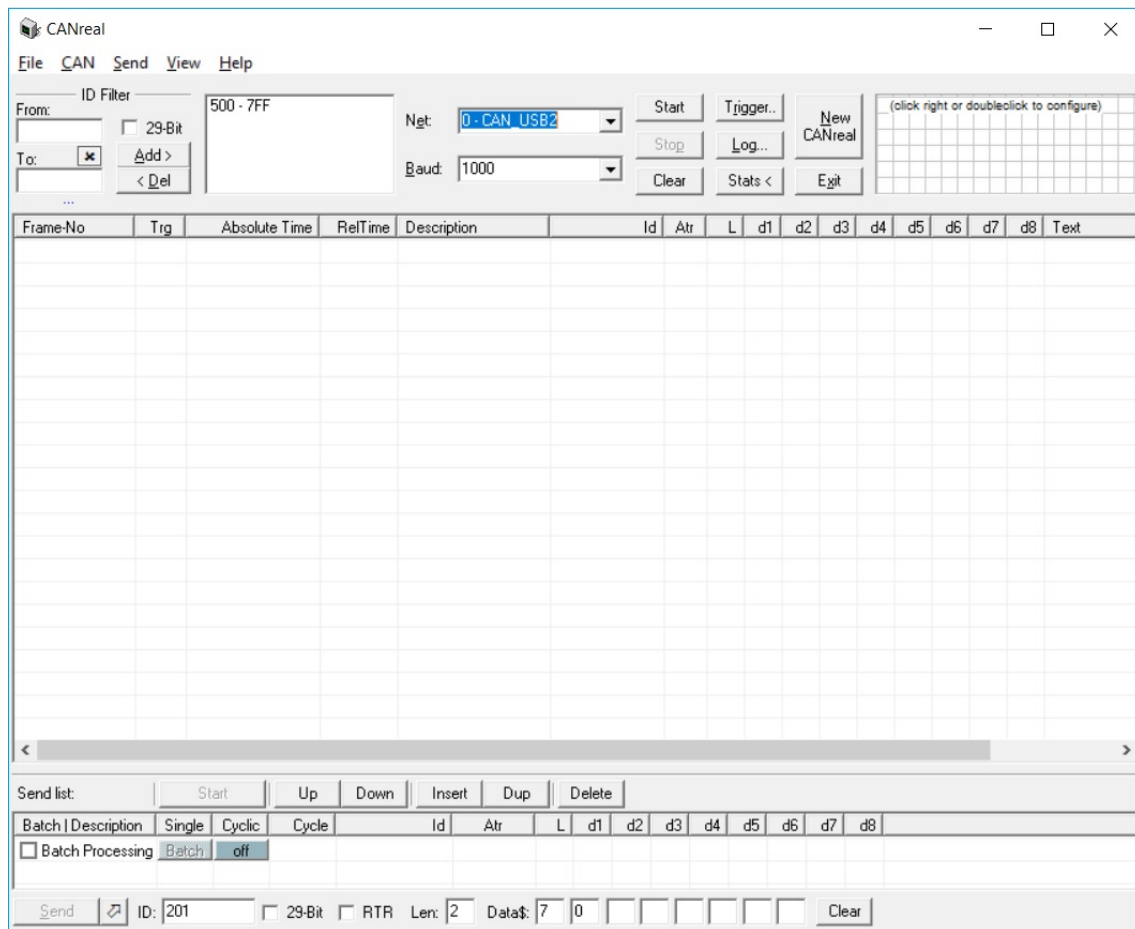 CANreal
File CAN Send View Help
ID Filter
From:
29-Bit
To:
Add >
< Del
...
500 - 7FF
Net: 0 - CAN_USB2
Baud: 1000
Start
Stop
Clear
Trigger..
Log...
Stats <
New
CANreal
Exit
(click right or doubleclick to configure)
Frame-No Trg Absolute Time RelTime Description Id Atr L d1 d2 d3 d4 d5 d6 d7 d8 Text
Send list: Start Up Down Insert Dup Delete
Batch | Description Single Cyclic Cycle Id Atr L d1 d2 d3 d4 d5 d6 d7 d8
Batch Processing Batch off
Send ID: 201 29-Bit RTR Len: 2 Data$: 7 0 Clear